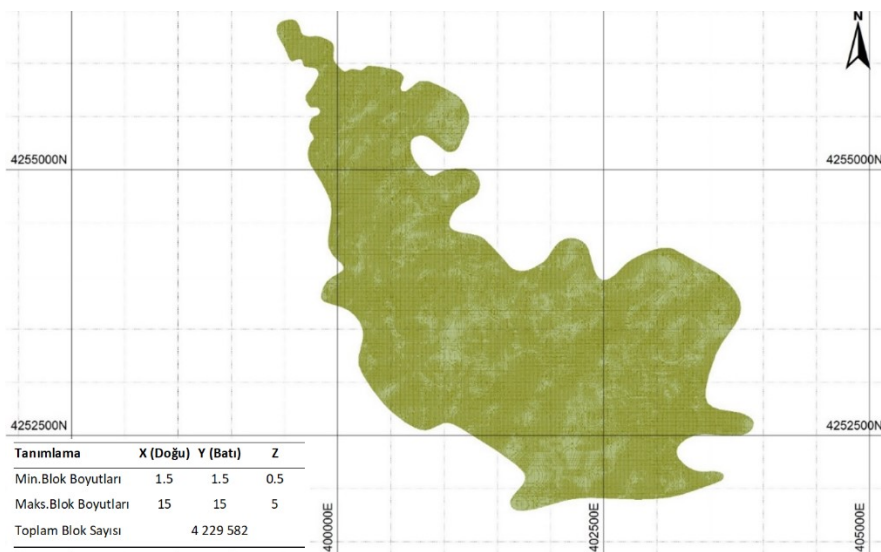 N
4255000N 4255000N
4252500N 4252500N
Tanımlama X (Doğu) Y (Batı) Z
Min.Blok Boyutları 1.5 1.5 0.5
Maks.Blok Boyutları 15 15 5
Toplam Blok Sayısı 4 229 582
400000E
402500E
405000E